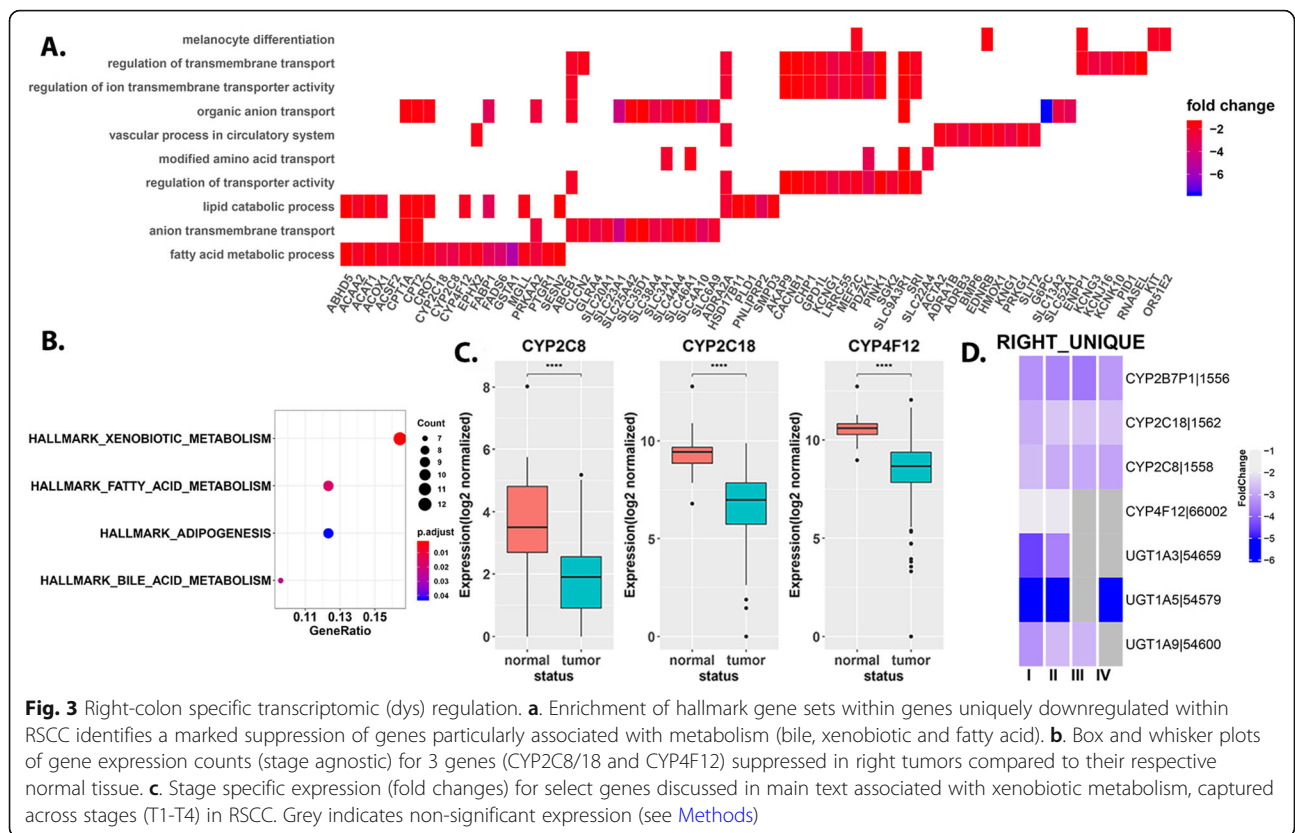 A.
melanocyte differentiation
regulation of transmembrane transport
regulation of ion transmembrane transporter activity
organic anion transport
vascular process in circulatory system
modified amino acid transport
regulation of transporter activity
lipid catabolic process
anion transmembrane transport
fatty acid metabolic process
fold change
−2
−4
−6
ABHD5
ACAA2
ACAT1
ACOX1
ACSF2
CPT1A
CPT2
CROT
CYP2C18
CYP2C8
CYP4F12
EPHX2
FABP1
FADS6
GSTA1
MGLL
PRKAA2
PTGR1
SESN2
ABCB1
CLCN2
GLRA4
SLC20A1
SLC23A1
SLC25A42
SLC3A1
SLC44A4
SLC46A1
SLC4A10
SLC6A9
ADORA2A
HSD17B11
PLD1
PNLIPRP2
SMPD3
AKAP9
CACNB1
CHP1
GPD1L
KCNG1
LRRC55
MEF2C
PDZK1
PINK1
SGK2
SLC9A3R1
SRI
SLC22A4
ACTA2
ADRA1B
ADRB3
BMP6
EDNRB
HMOX1
KNG1
PRKG1
SLIT2
SLC13A2
ENPP1
KCNG3
KCNJ16
KCNK10
PID1
RNASEL
KIT
OR51E2
B.
HALLMARK_XENOBIOTIC_METABOLISM
HALLMARK_FATTY_ACID_METABOLISM
HALLMARK_ADIPOGENESIS
HALLMARK_BILE_ACID_METABOLISM
0.11 0.13 0.15
GeneRatio
Count
7
8
9
10
11
12
p.adjust
0.01
0.02
0.03
0.04
C.
CYP2C8
****
Expression(log2 normalized)
8
6
4
2
0
normal tumor
status
CYP2C18
****
Expression(log2 normalized)
10
5
0
normal tumor
status
CYP4F12
****
Expression(log2 normalized)
10
5
0
normal tumor
status
D.
RIGHT_UNIQUE
CYP2B7P1|1556
CYP2C18|1562
CYP2C8|1558
CYP4F12|66002
UGT1A3|54659
UGT1A5|54579
UGT1A9|54600
I II III IV
FoldChange
−1
−2
−3
−4
−5
−6
Fig. 3 Right-colon specific transcriptomic (dys) regulation. a. Enrichment of hallmark gene sets within genes uniquely downregulated within
RSCC identifies a marked suppression of genes particularly associated with metabolism (bile, xenobiotic and fatty acid). b. Box and whisker plots
of gene expression counts (stage agnostic) for 3 genes (CYP2C8/18 and CYP4F12) suppressed in right tumors compared to their respective
normal tissue. c. Stage specific expression (fold changes) for select genes discussed in main text associated with xenobiotic metabolism, captured
across stages (T1-T4) in RSCC. Grey indicates non-significant expression (see Methods)